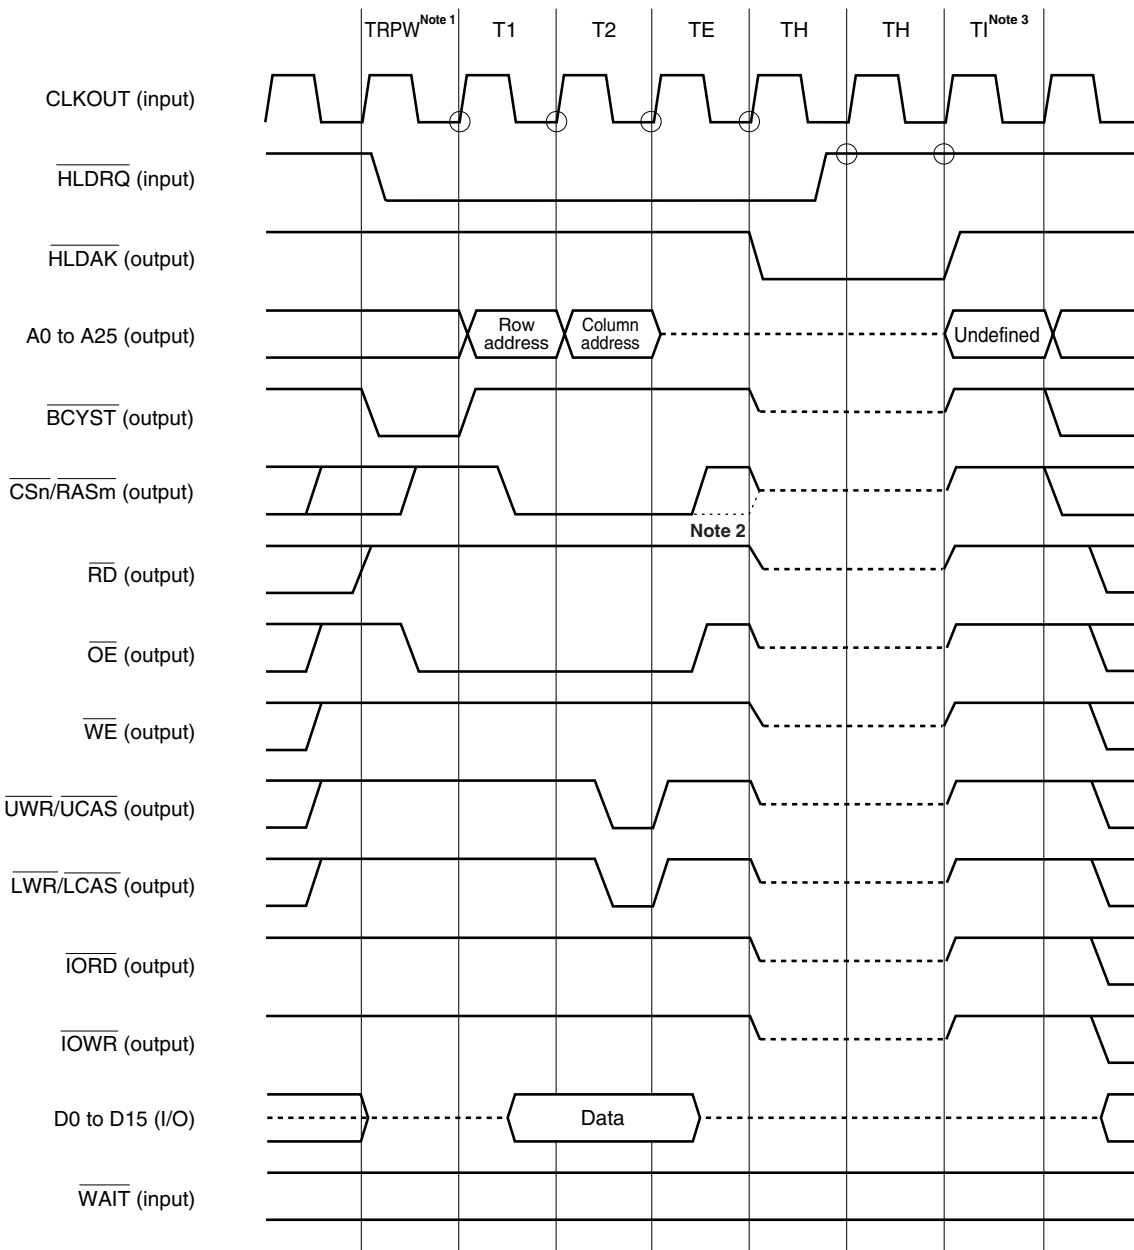 TRPW Note 1 T1 T2 TE TH TH TI Note 3
CLKOUT (input)
HLDRQ (input)
HLDAK (output)
A0 to A25 (output) Row address Column address Undefined
BCYST (output)
CSn/RASm (output)
Note 2
RD (output)
OE (output)
WE (output)
UWR/UCAS (output)
LWR/LCAS (output)
IORD (output)
IOWR (output)
D0 to D15 (I/O) Data
WAIT (input)